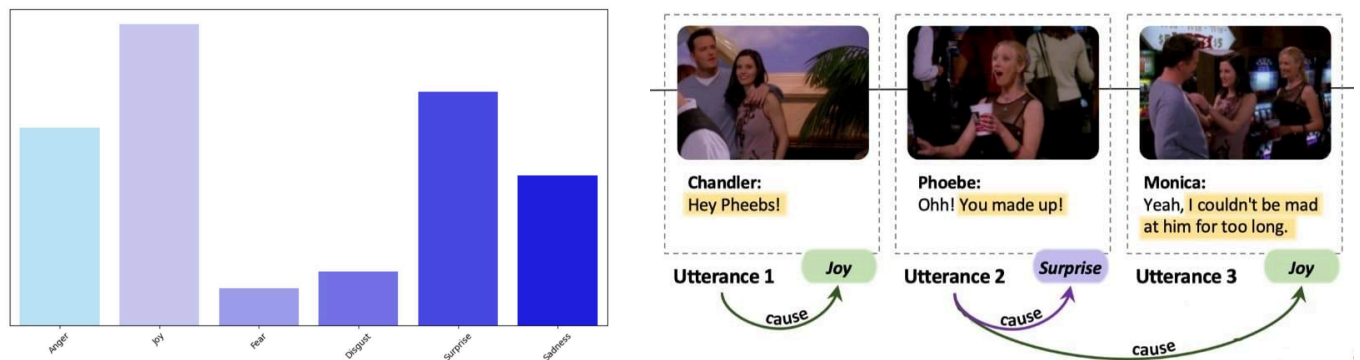 Anger
Joy
Fear
Disgust
Surprise
Sadness
$5
Chandler:
Hey Pheebs!
Phoebe:
Ohh! You made up!
Monica:
Yeah, I couldn't be mad
at him for too long.
Utterance 1
Joy
Utterance 2
Surprise
Utterance 3
Joy
cause
cause
cause